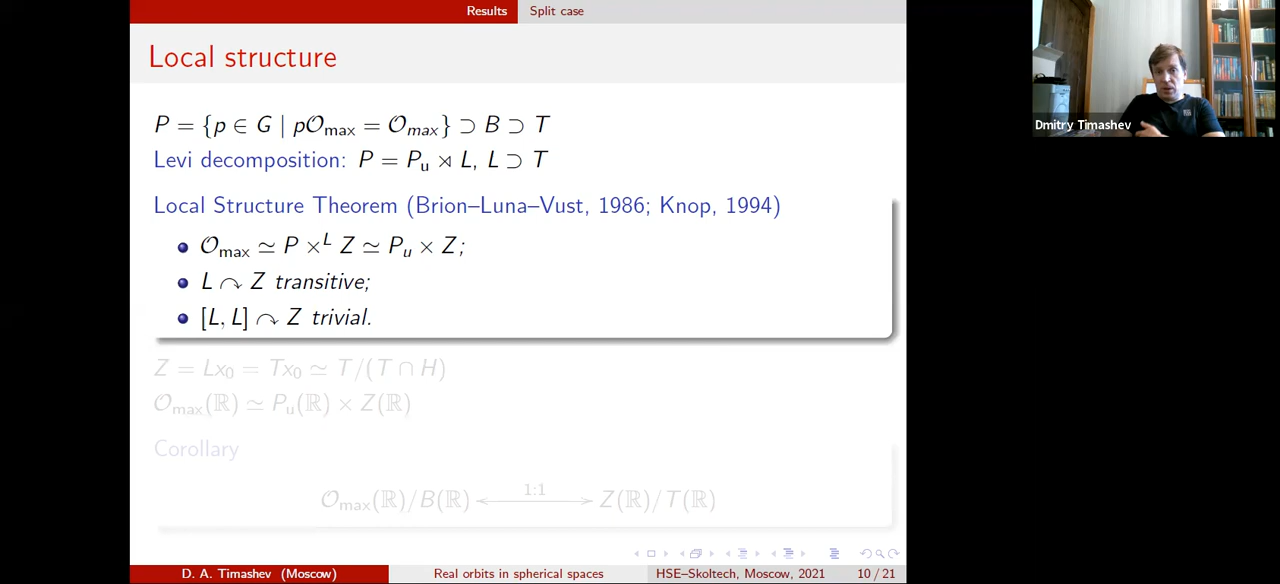 Results Split case
Local structure
P = {p ∈ G | pO_max = O_max} ⊃ B ⊃ T
Levi decomposition: P = P_u ⋊ L, L ⊃ T
Local Structure Theorem (Brion–Luna–Vust, 1986; Knop, 1994)
O_max ≃ P ×^L Z ≃ P_u × Z;
L ↷ Z transitive;
[L, L] ↷ Z trivial.
Z = Lx_0 = Tx_0 ≃ T/(T ∩ H)
O_max(ℝ) ≃ P_u(ℝ) × Z(ℝ)
Corollary
1:1
O_max(ℝ)/B(ℝ) ⟷ Z(ℝ)/T(ℝ)
D. A. Timashev (Moscow) Real orbits in spherical spaces HSE–Skoltech, Moscow, 2021 10 / 21
Dmitry Timashev